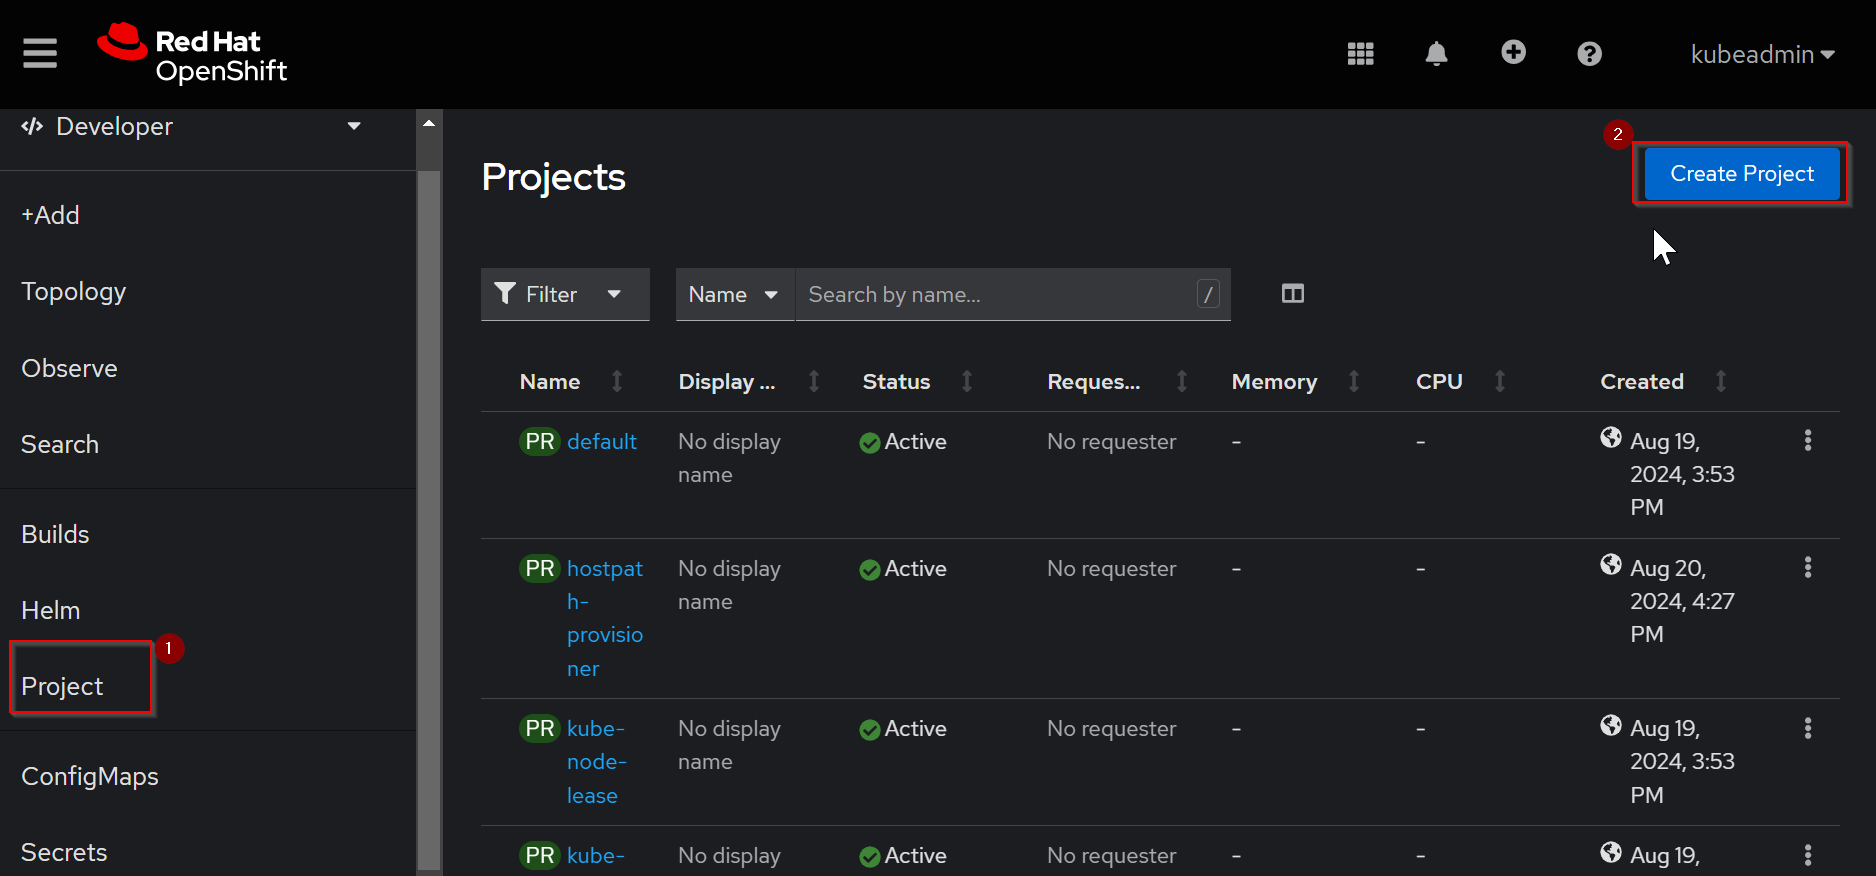 Red Hat
OpenShift
kubeadmin
</> Developer
+Add
Topology
Observe
Search
Builds
Helm
1
Project
ConfigMaps
Secrets
Projects
2
Create Project
Filter
Name
Search by name...
/
Name Display ... Status Reques... Memory CPU Created
PR default No display Active No requester - - Aug 19,
name 2024, 3:53
PM
PR hostpat No display Active No requester - - Aug 20,
h- name 2024, 4:27
provisio PM
ner
PR kube- No display Active No requester - - Aug 19,
node- name 2024, 3:53
lease PM
PR kube- No display Active No requester - - Aug 19,